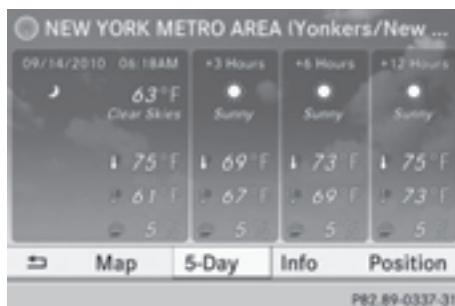 NEW YORK METRO AREA (Yonkers/New ...
09/14/2010 06:18AM +3 Hours +6 Hours +12 Hours
63°F
Clear Skies Sunny Sunny Sunny
75°F 69°F 73°F 75°F
61°F 67°F 69°F 73°F
5% 5% 5% 5%
Map 5-Day Info Position
P82.89-0337-31